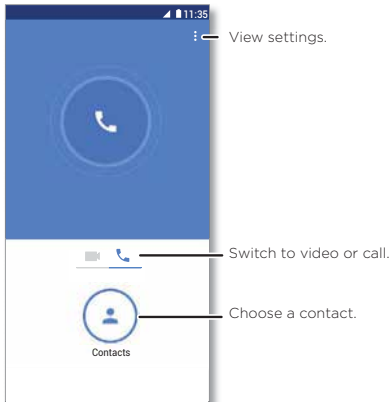 11:35
View settings.
Switch to video or call.
Choose a contact.
Contacts